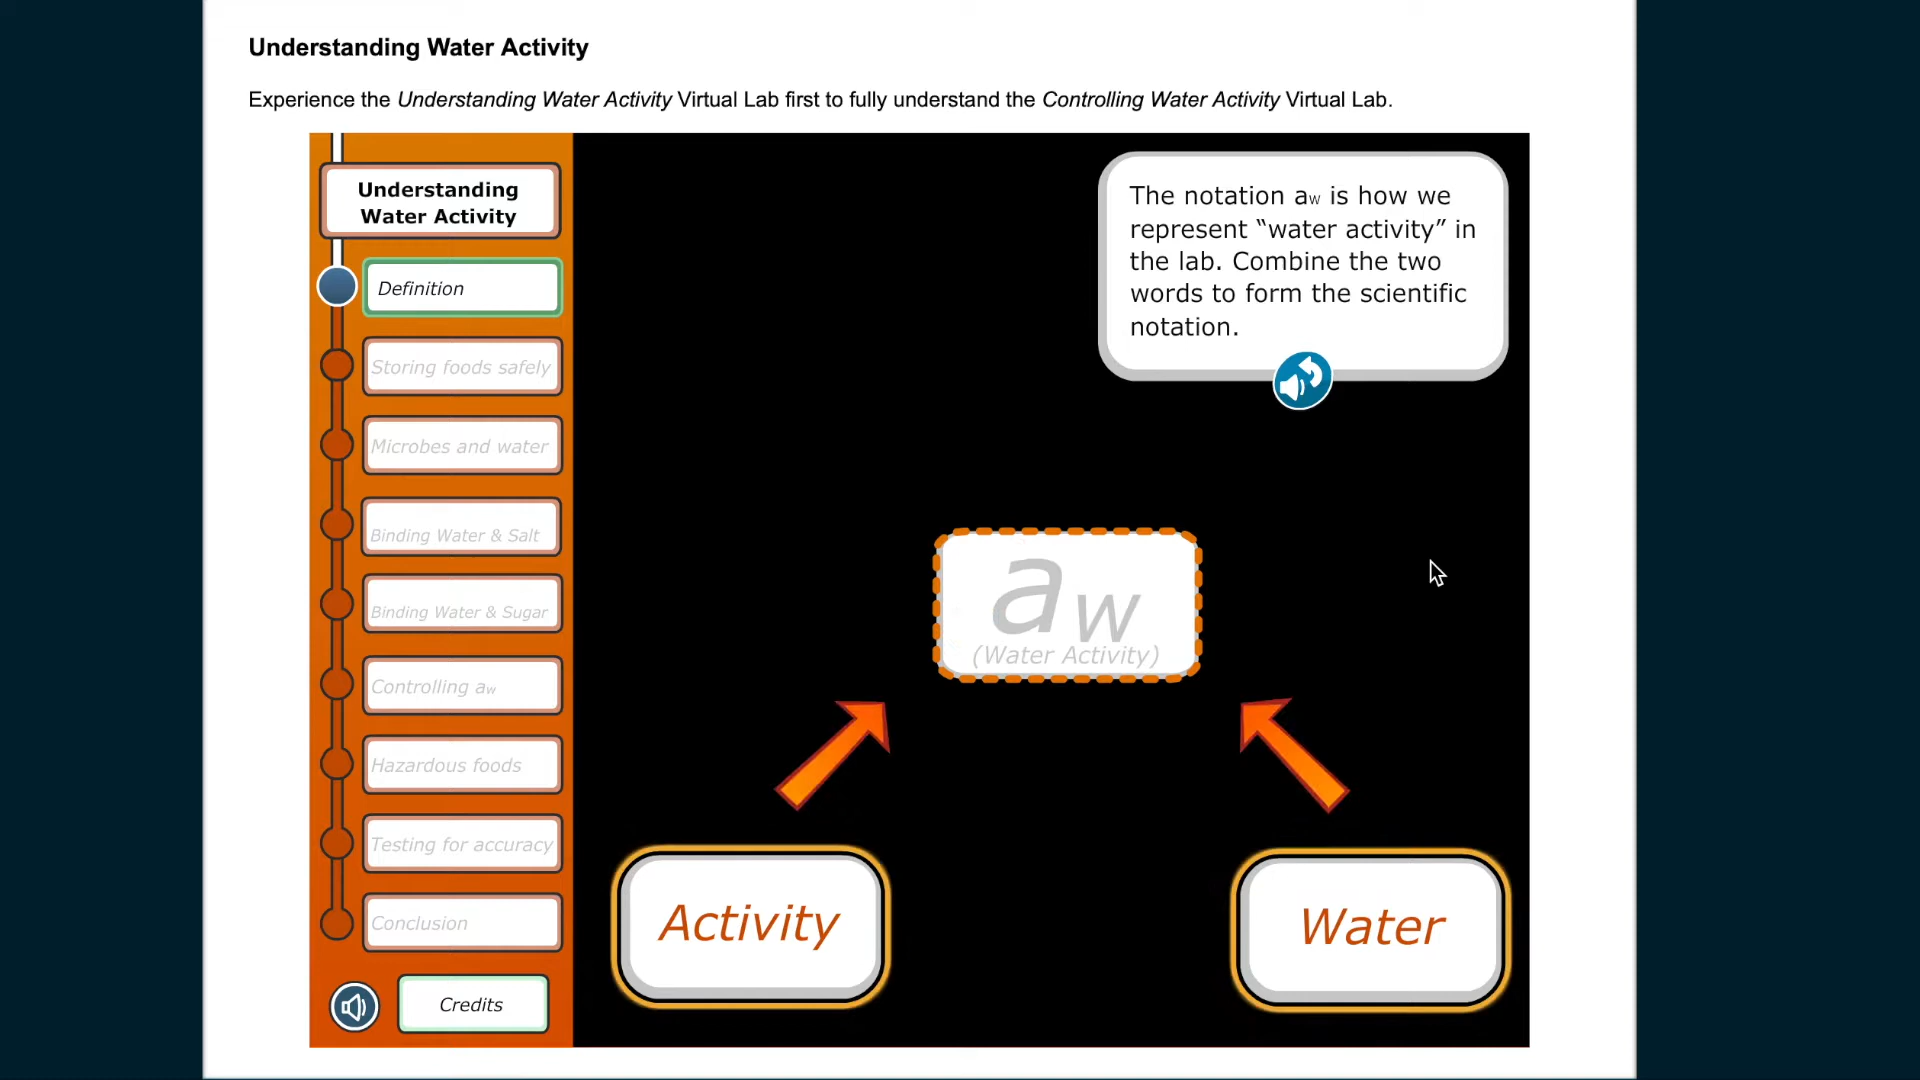 Understanding Water Activity
Experience the Understanding Water Activity Virtual Lab first to fully understand the Controlling Water Activity Virtual Lab.
Understanding
Water Activity
Definition
Storing foods safely
Microbes and water
Binding Water & Salt
Binding Water & Sugar
Controlling aw
Hazardous foods
Testing for accuracy
Conclusion
Credits
The notation aw is how we
represent “water activity” in
the lab. Combine the two
words to form the scientific
notation.
aw
(Water Activity)
Activity
Water